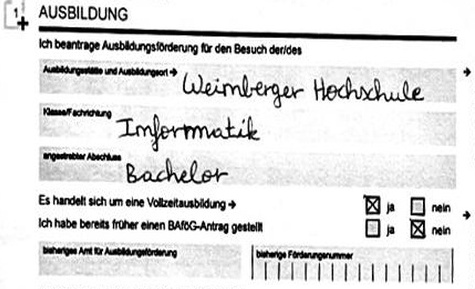 1 AUSBILDUNG
Ich beantrage Ausbildungsförderung für den Besuch der/des
Ausbildungsstätte und Ausbildungsort → Weimberger Hochschule
Klasse/Fachrichtung Informatik
angestrebter Abschluss Bachelor
Es handelt sich um eine Vollzeitausbildung → ☒ ja ☐ nein
Ich habe bereits früher einen BAföG-Antrag gestellt ☐ ja ☒ nein
bisheriges Amt für Ausbildungsförderung bisherige Förderungsnummer